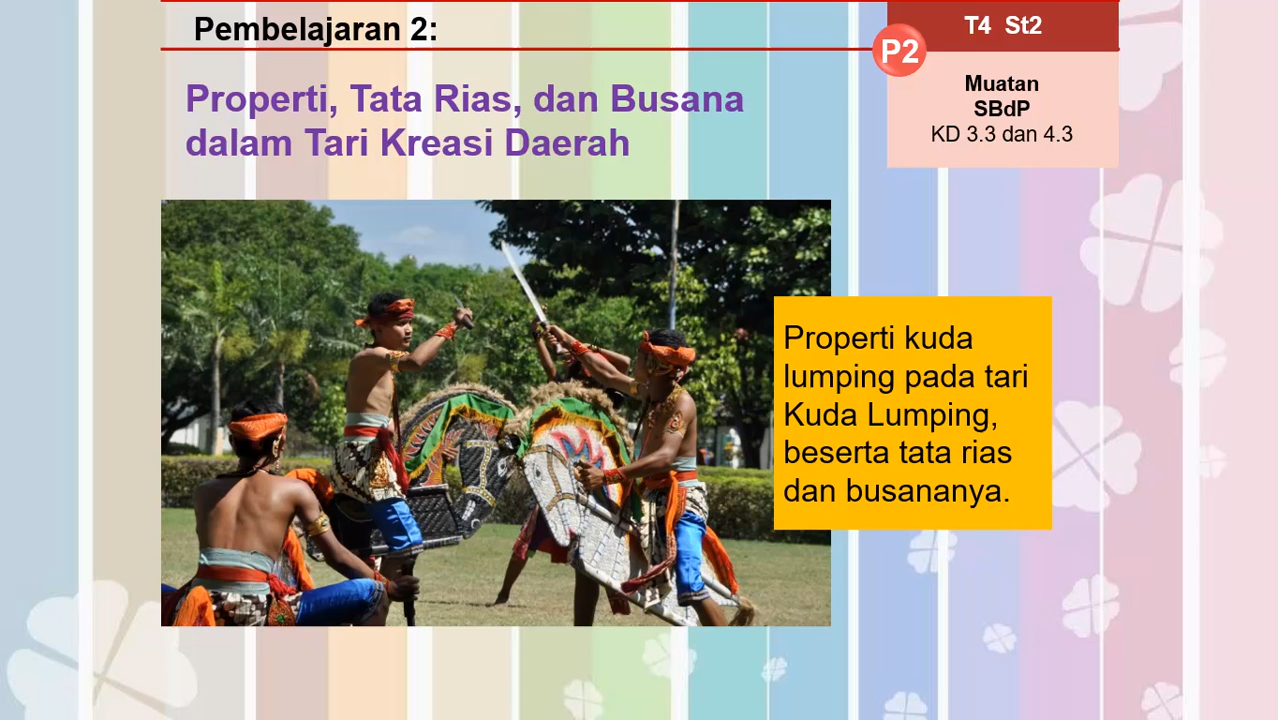 Pembelajaran 2:
T4 St2
P2
Muatan
SBdP
KD 3.3 dan 4.3
Properti, Tata Rias, dan Busana
dalam Tari Kreasi Daerah
Properti kuda
lumping pada tari
Kuda Lumping,
beserta tata rias
dan busananya.